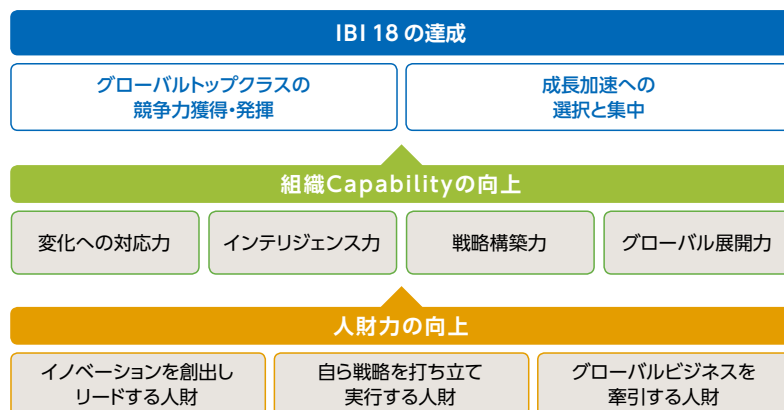 IBI 18 の達成
グローバルトップクラスの
競争力獲得・発揮
成長加速への
選択と集中
組織Capabilityの向上
変化への対応力
インテリジェンス力
戦略構築力
グローバル展開力
人財力の向上
イノベーションを創出し
リードする人財
自ら戦略を打ち立て
実行する人財
グローバルビジネスを
牽引する人財